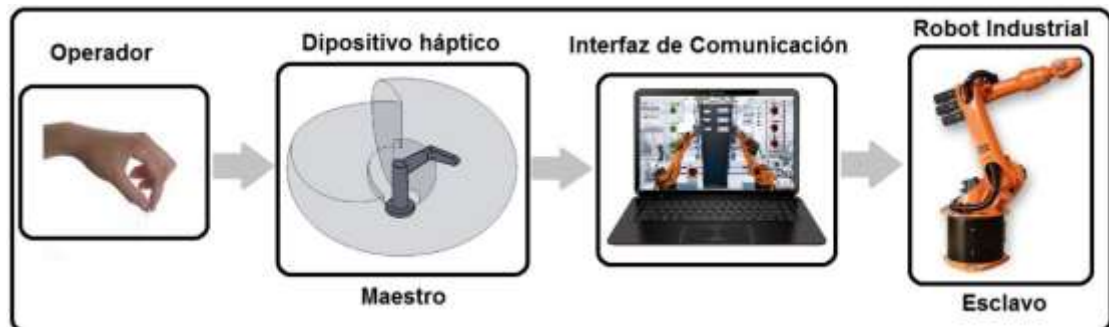 Operador
Dipositivo háptico
Interfaz de Comunicación
Robot Industrial
Maestro
Esclavo